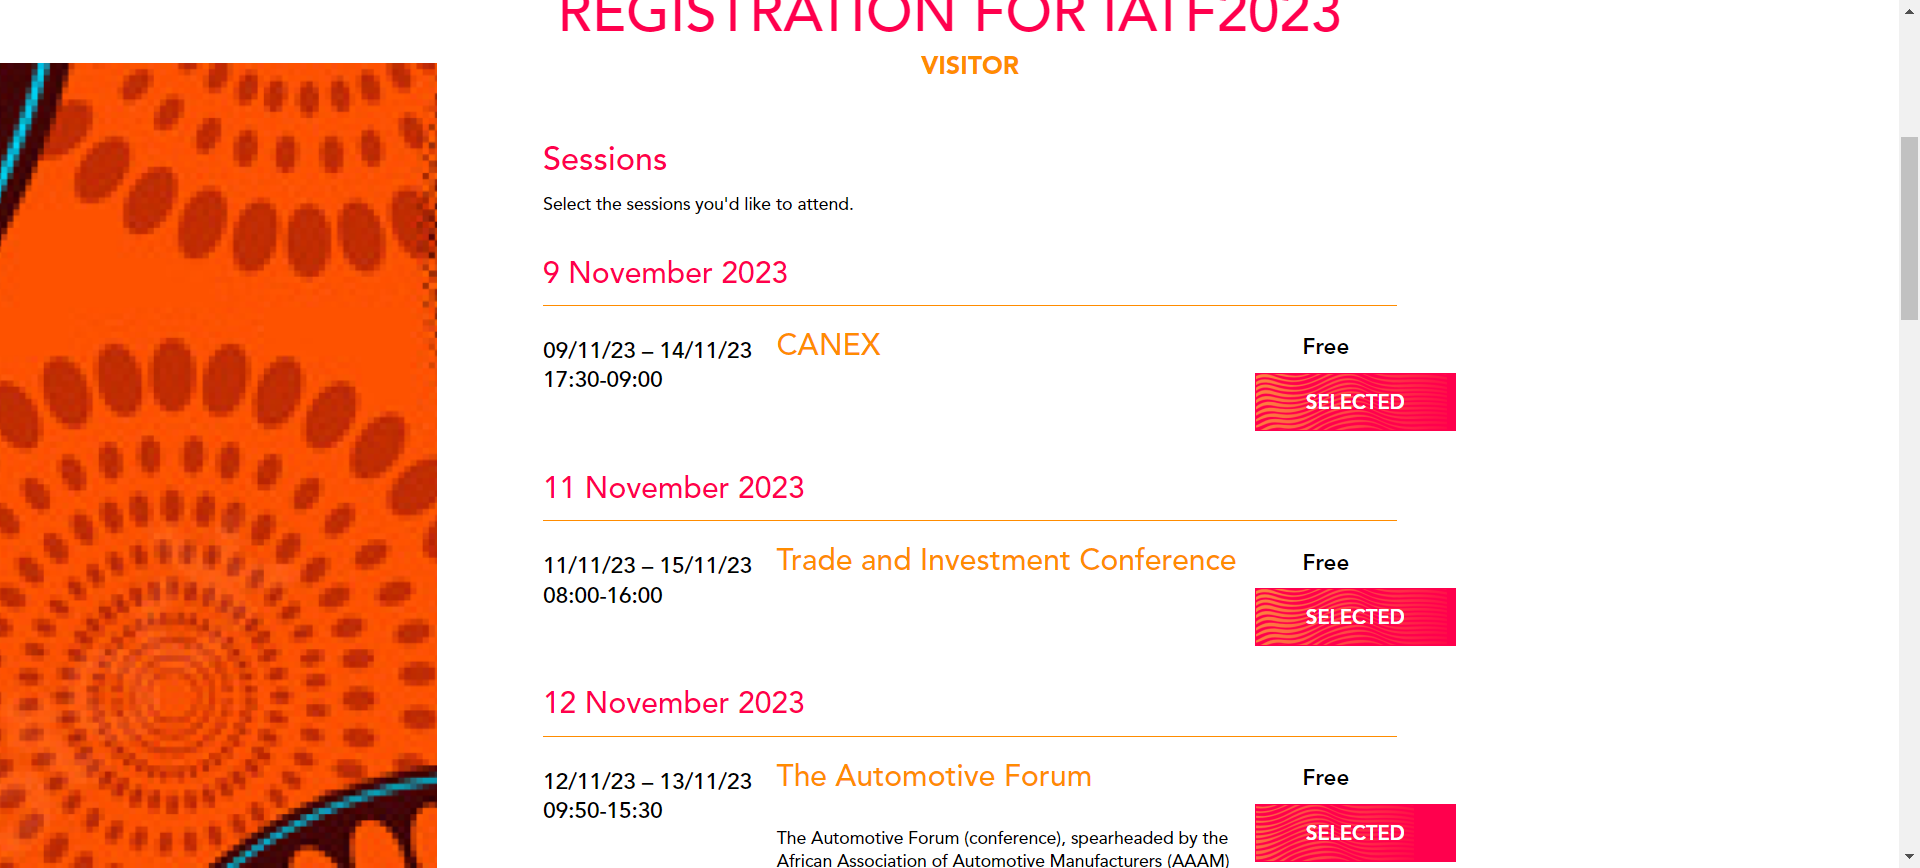 REGISTRATION FOR IATF2023
VISITOR
Sessions
Select the sessions you'd like to attend.
9 November 2023
09/11/23 – 14/11/23 CANEX Free
17:30-09:00
SELECTED
11 November 2023
11/11/23 – 15/11/23 Trade and Investment Conference Free
08:00-16:00
SELECTED
12 November 2023
12/11/23 – 13/11/23 The Automotive Forum Free
09:50-15:30
SELECTED
The Automotive Forum (conference), spearheaded by the
African Association of Automotive Manufacturers (AAAM)